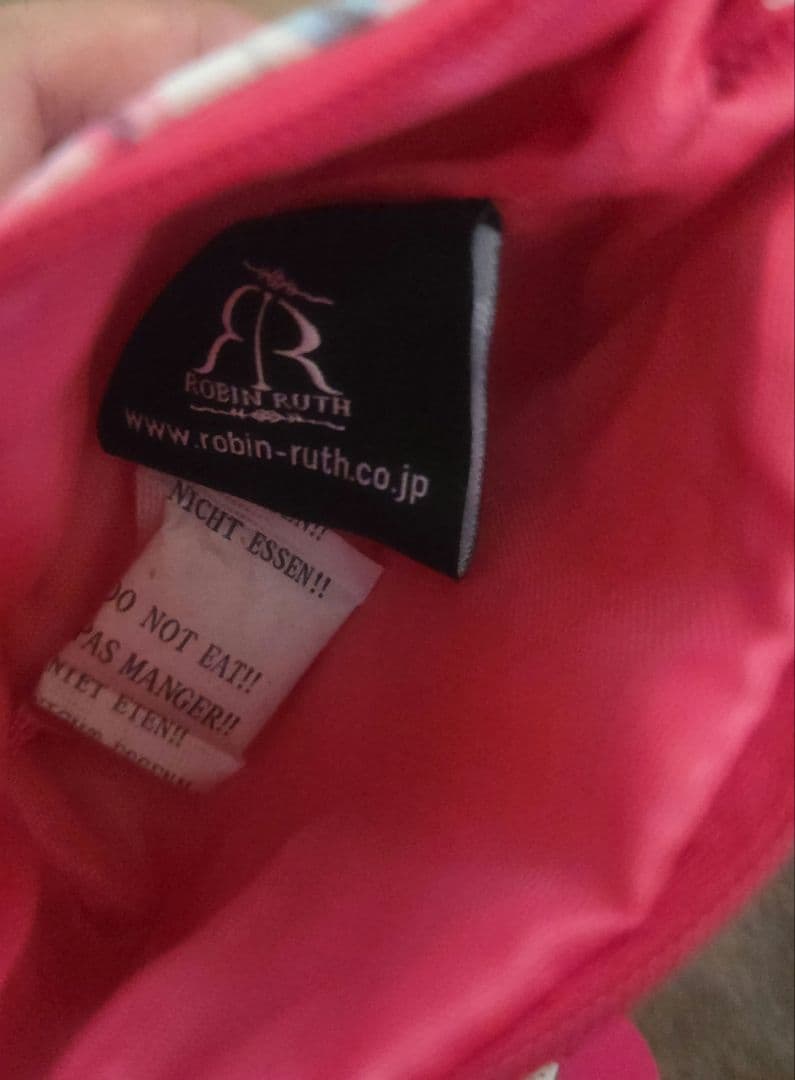 ROBIN RUTH
www.robin-ruth.co.jp
NICHT ESSEN!!
DO NOT EAT!!
PAS MANGER!!
NIET ETEN!!